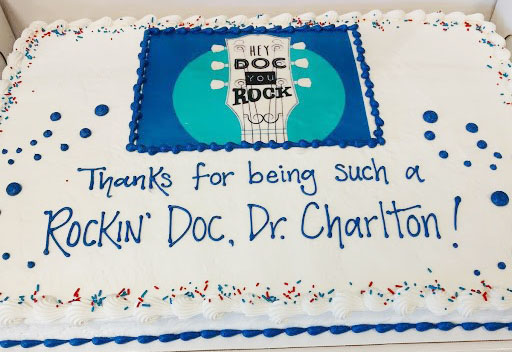 HEY
DOC
YOU
ROCK
Thanks for being such a
ROCKIN' DOC, DR. Charlton!